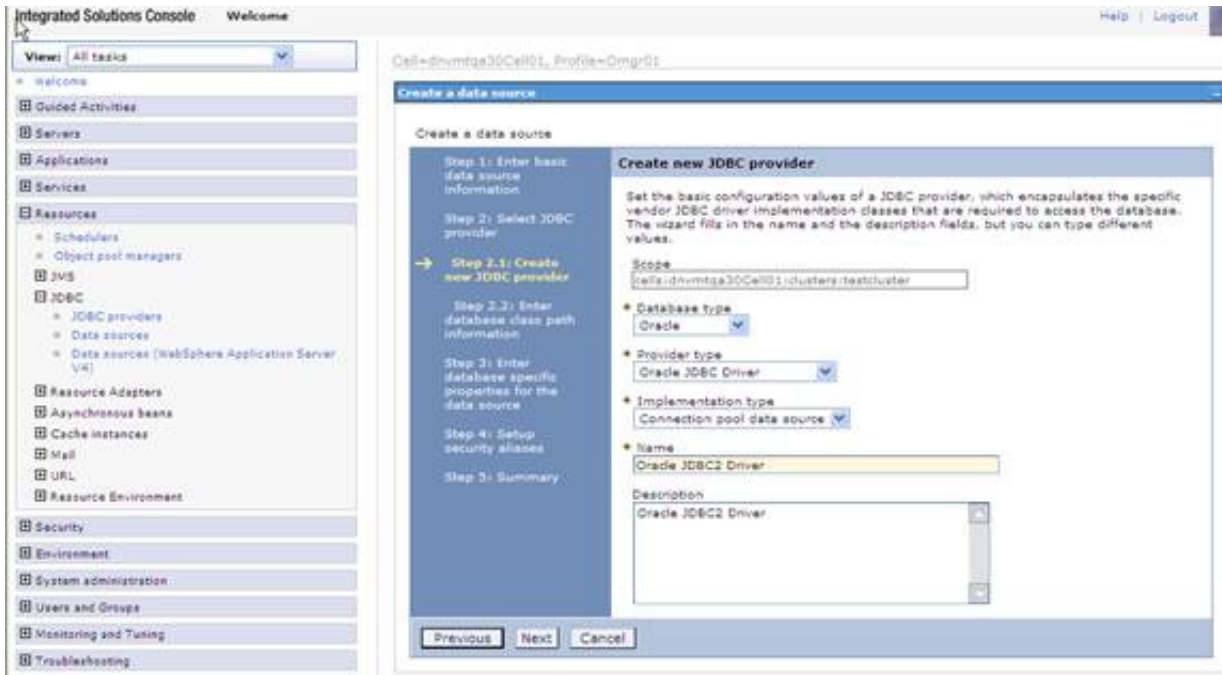 Integrated Solutions Console Welcome
Help | Logout
View: All tasks
Welcome
Guided Activities
Servers
Applications
Services
Resources
Schedulers
Object pool managers
JMS
JDBC
JDBC providers
Data sources
Data sources (WebSphere Application Server
V4)
Resource Adapters
Asynchronous beans
Cache instances
Mail
URL
Resource Environment
Security
Environment
System administration
Users and Groups
Monitoring and Tuning
Troubleshooting
Cell=dnvmtqa30Cell01, Profile=Dmgr01
Create a data source
Create a data source
Step 1: Enter basic
data source
information
Step 2: Select JDBC
provider
Step 2.1: Create
new JDBC provider
Step 2.2: Enter
database class path
information
Step 3: Enter
database specific
properties for the
data source
Step 4: Setup
security aliases
Step 5: Summary
Create new JDBC provider
Set the basic configuration values of a JDBC provider, which encapsulates the specific
vendor JDBC driver implementation classes that are required to access the database.
The wizard fills in the name and the description fields, but you can type different
values.
Scope
cells:dnvmtqa30Cell01:clusters:testcluster
* Database type
Oracle
* Provider type
Oracle JDBC Driver
* Implementation type
Connection pool data source
* Name
Oracle JDBC2 Driver
Description
Oracle JDBC2 Driver
Previous Next Cancel